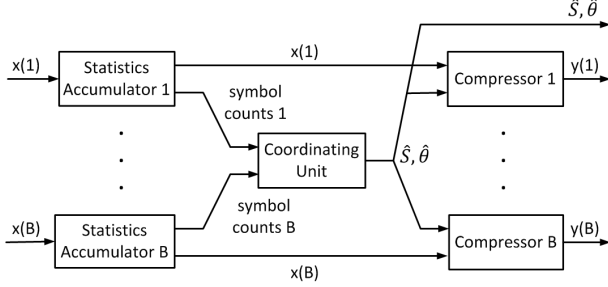 Ŝ, θ̂
x(1)
Statistics
Accumulator 1
x(1)
Compressor 1
y(1)
symbol
counts 1
Coordinating
Unit
Ŝ, θ̂
symbol
counts B
x(B)
Statistics
Accumulator B
x(B)
Compressor B
y(B)